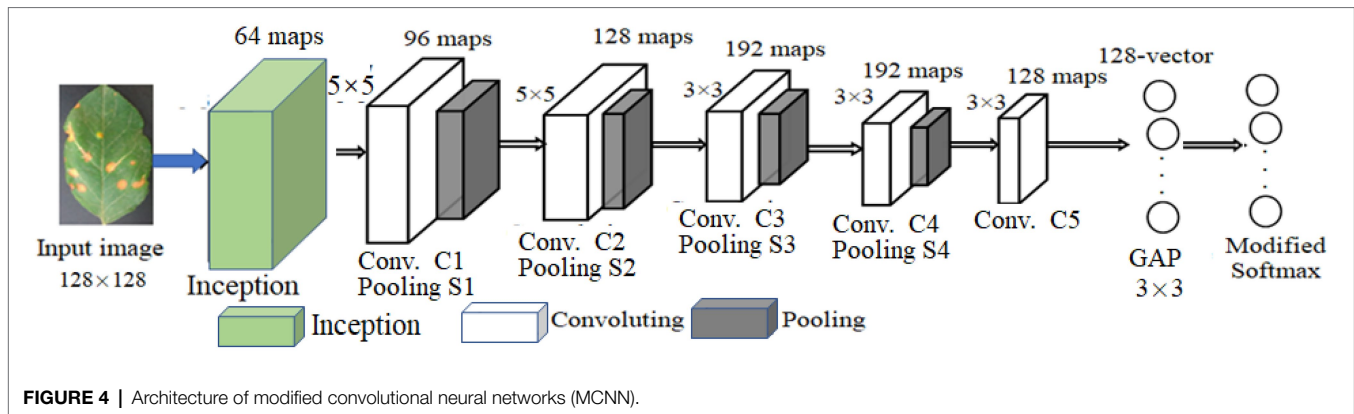 64 maps
96 maps
128 maps
192 maps
192 maps
128 maps
128-vector
5×5
5×5
3×3
3×3
3×3
Input image
128×128
Inception
Conv. C1
Pooling S1
Conv. C2
Pooling S2
Conv. C3
Pooling S3
Conv. C4
Pooling S4
Conv. C5
GAP
3×3
Modified
Softmax
Inception
Convoluting
Pooling
FIGURE 4 | Architecture of modified convolutional neural networks (MCNN).